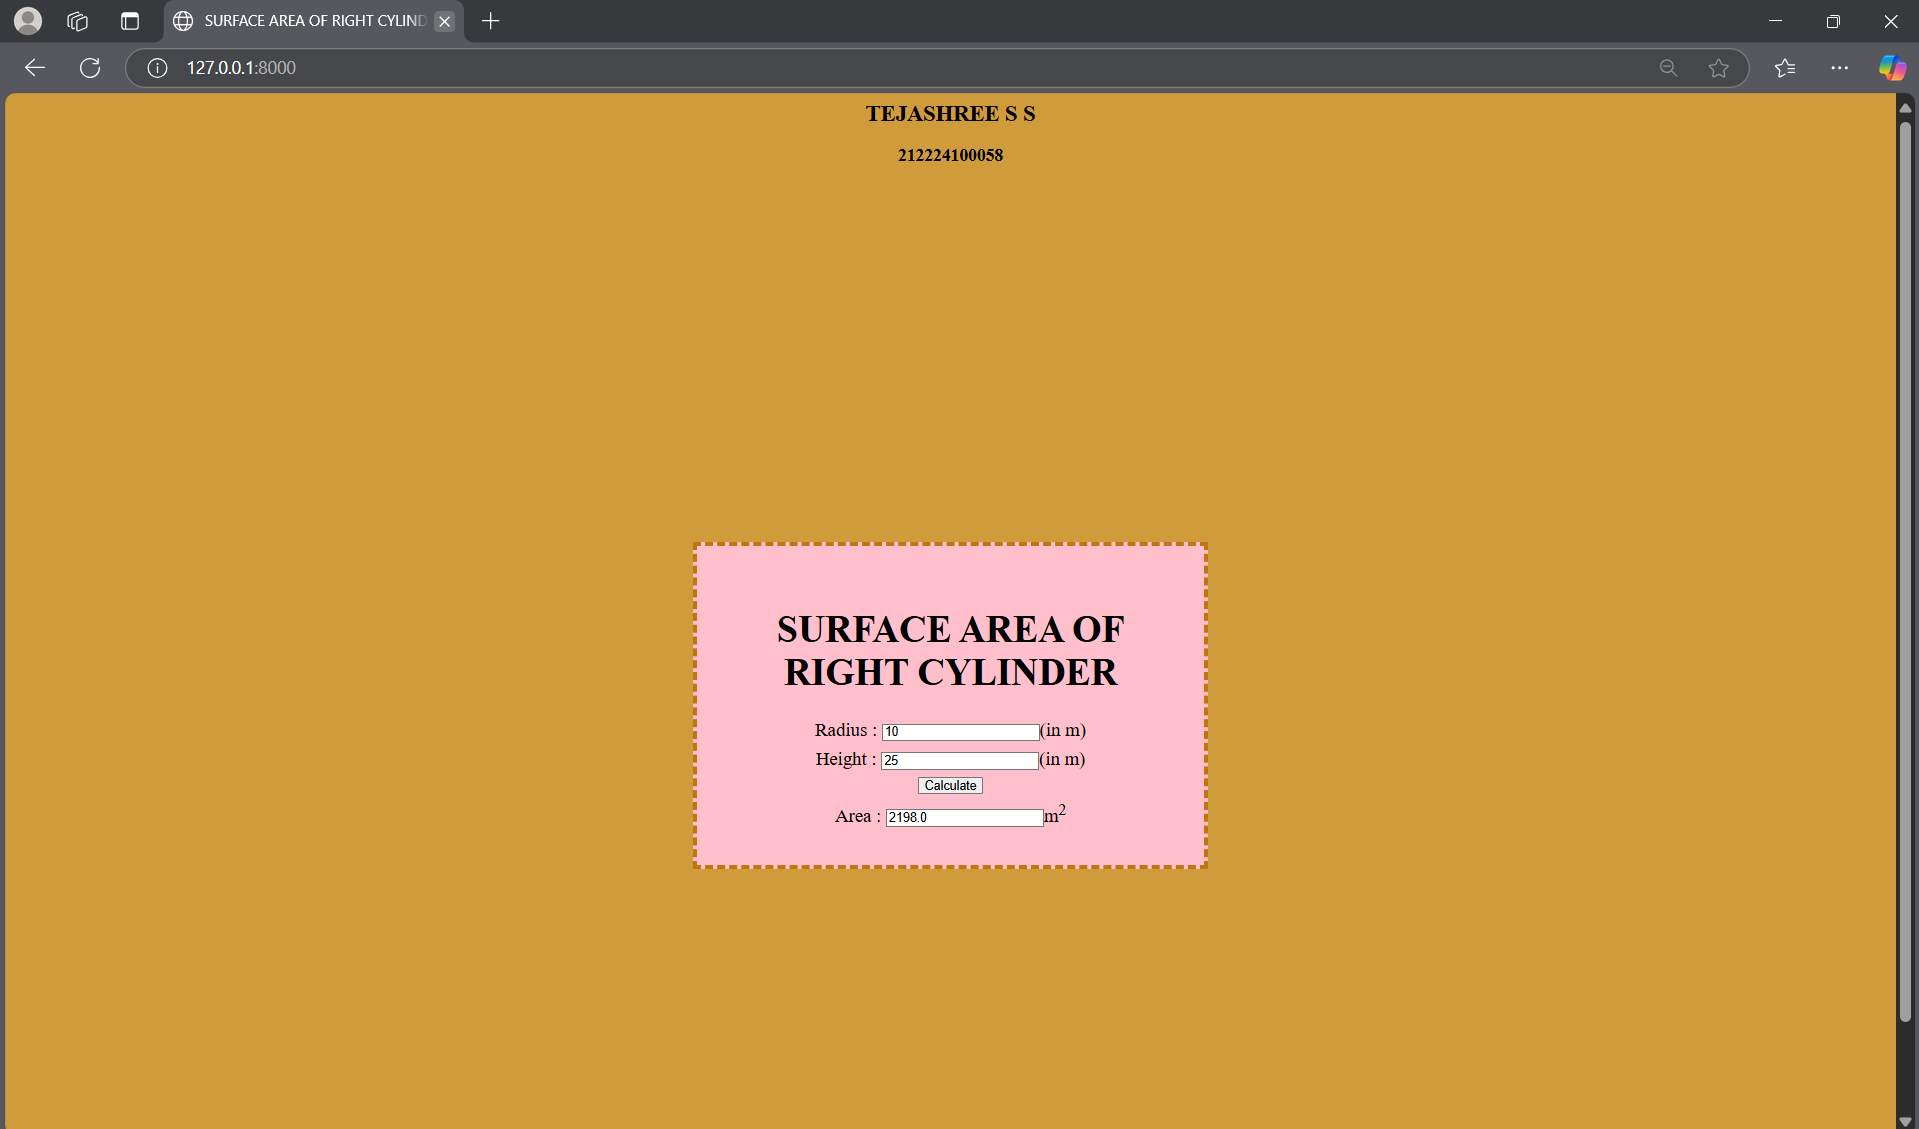 SURFACE AREA OF RIGHT CYLIND
127.0.0.1:8000
TEJASHREE S S
212224100058
SURFACE AREA OF
RIGHT CYLINDER
Radius : 10 (in m)
Height : 25 (in m)
Calculate
Area : 2198.0 m²